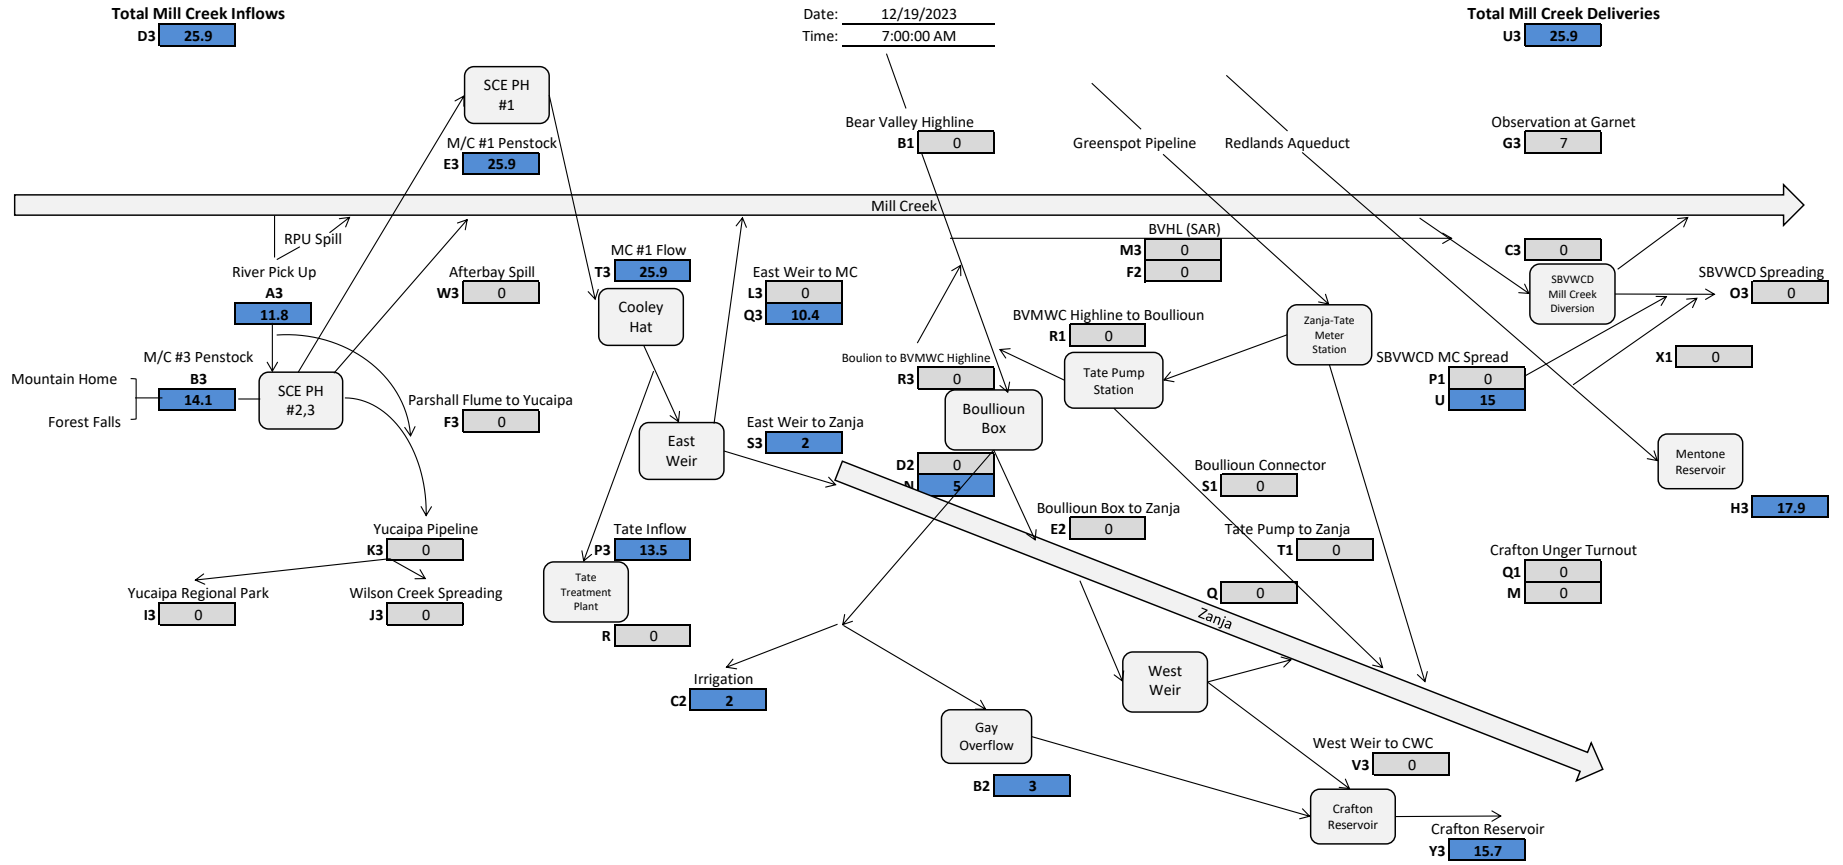 Total Mill Creek Inflows
D3 25.9
Date: 12/19/2023
Time: 7:00:00 AM
Total Mill Creek Deliveries
U3 25.9
SCE PH
#1
M/C #1 Penstock
E3 25.9
Bear Valley Highline
B1 0
Greenspot Pipeline
Redlands Aqueduct
Observation at Garnet
G3 7
Mill Creek
RPU Spill
River Pick Up
A3
11.8
Afterbay Spill
W3 0
MC #1 Flow
T3 25.9
Cooley
Hat
East Weir to MC
L3 0
Q3 10.4
BVHL (SAR)
M3 0
F2 0
C3 0
SBVWCD
Mill Creek
Diversion
SBVWCD Spreading
O3 0
BVMWC Highline to Boullioun
R1 0
Zanja-Tate
Meter
Station
M/C #3 Penstock
B3
14.1
Mountain Home
Forest Falls
SCE PH
#2,3
Parshall Flume to Yucaipa
F3 0
Boulion to BVMWC Highline
R3 0
Tate Pump
Station
SBVWCD MC Spread
P1 0
U 15
X1 0
Boullioun
Box
East
Weir
East Weir to Zanja
S3 2
D2 0
N 5
Boullioun Connector
S1 0
Mentone
Reservoir
H3 17.9
Boullioun Box to Zanja
E2 0
Tate Pump to Zanja
T1 0
Yucaipa Pipeline
K3 0
Tate Inflow
P3 13.5
Tate
Treatment
Plant
R 0
Crafton Unger Turnout
Q1 0
M 0
Q 0
Zanja
Yucaipa Regional Park
I3 0
Wilson Creek Spreading
J3 0
Irrigation
C2 2
West
Weir
Gay
Overflow
B2 3
West Weir to CWC
V3 0
Crafton
Reservoir
Crafton Reservoir
Y3 15.7